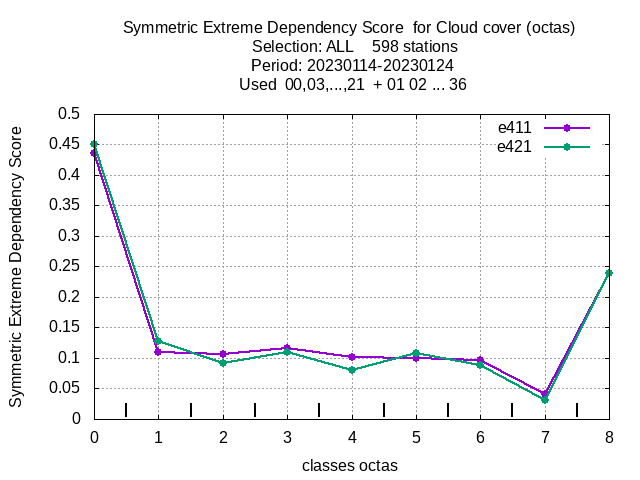 Symmetric Extreme Dependency Score  for Cloud cover (octas)
Selection: ALL    598 stations
Period: 20230114-20230124
Used  00,03,...,21  + 01 02 ... 36
e411
e421
Symmetric Extreme Dependency Score
0.5
0.45
0.4
0.35
0.3
0.25
0.2
0.15
0.1
0.05
0
0 1 2 3 4 5 6 7 8
classes octas